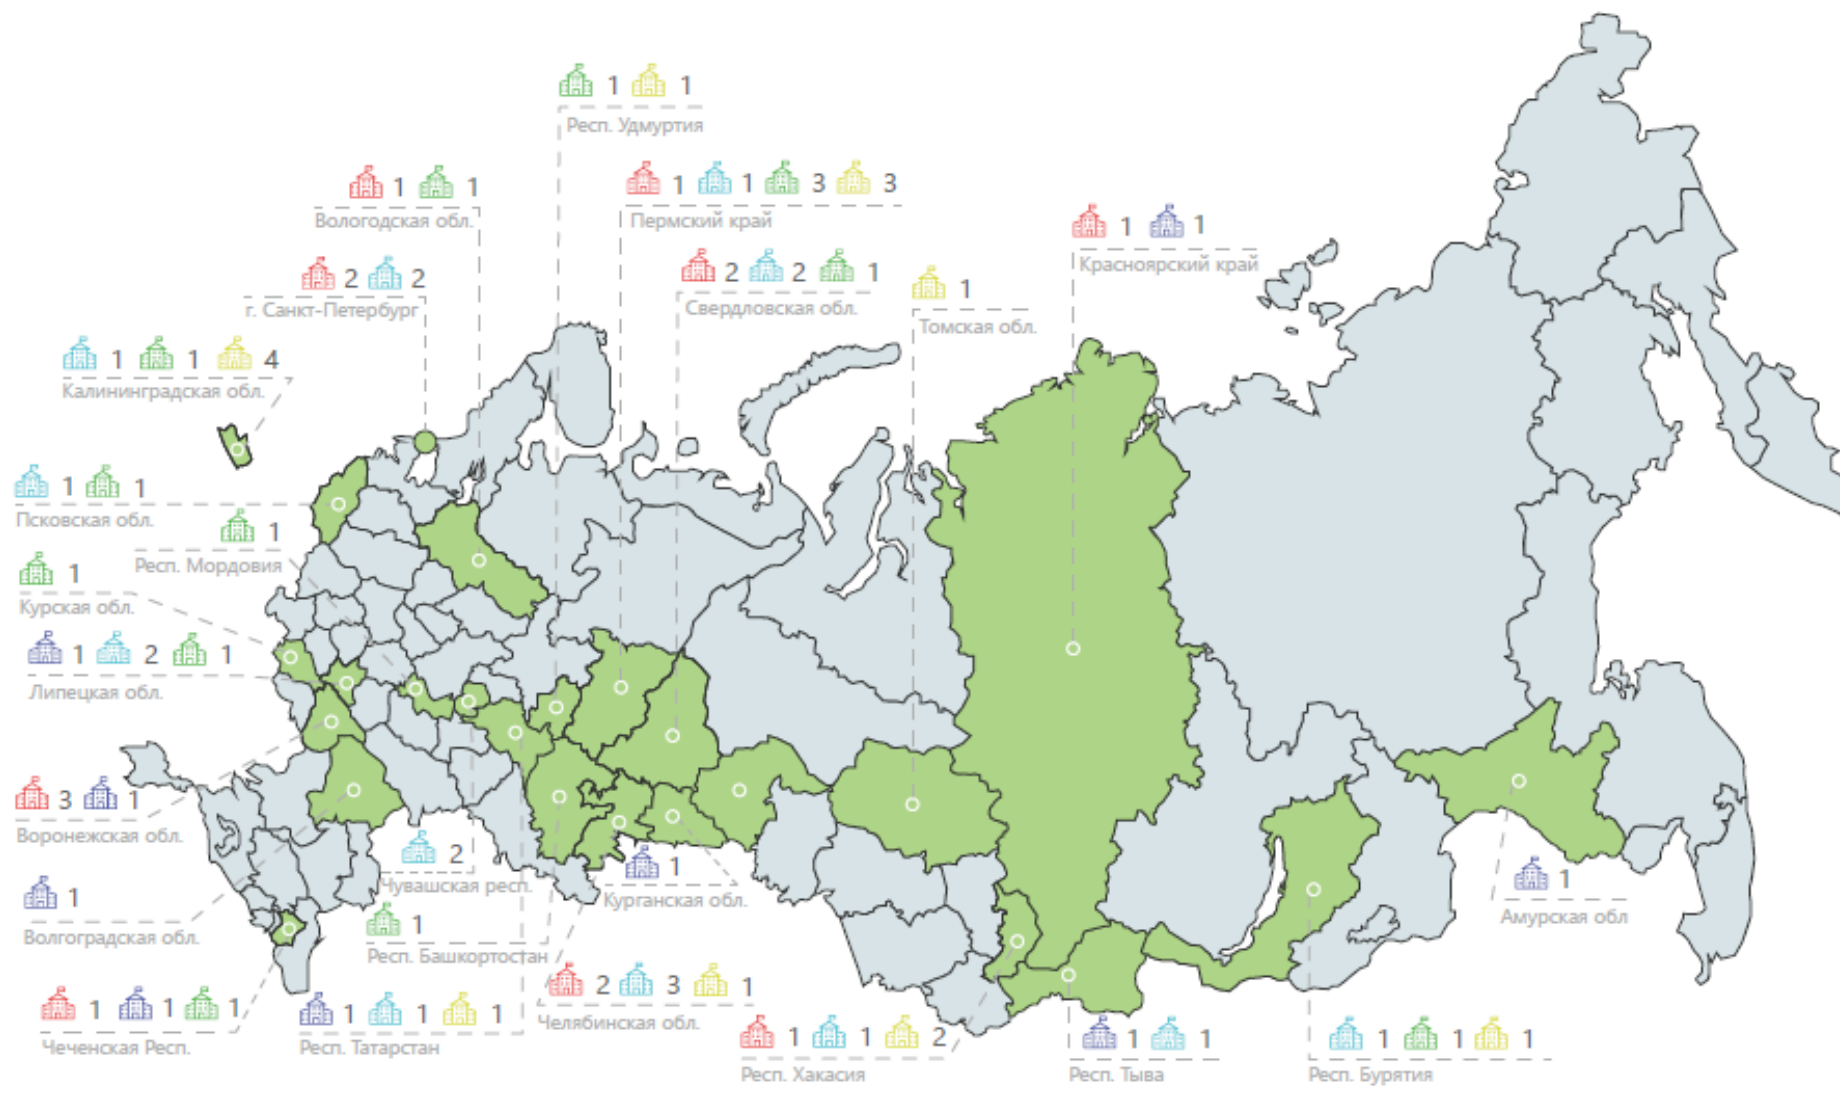 1 1
Респ. Удмуртия
1 1
Вологодская обл.
1 1 3 3
Пермский край
1 1
Красноярский край
2 2
г. Санкт-Петербург
2 2 1
Свердловская обл.
1
Томская обл.
1 1 4
Калининградская обл.
1 1
Псковская обл.
1
Респ. Мордовия
1
Курская обл.
1 2 1
Липецкая обл.
3 1
Воронежская обл.
2
Чувашская респ.
1
Курганская обл.
1
Амурская обл
1
Волгоградская обл.
1
Респ. Башкортостан
1 1 1
Чеченская Респ.
1 1 1
Респ. Татарстан
2 3 1
Челябинская обл.
1 1 2
Респ. Хакасия
1 1
Респ. Тыва
1 1 1
Респ. Бурятия